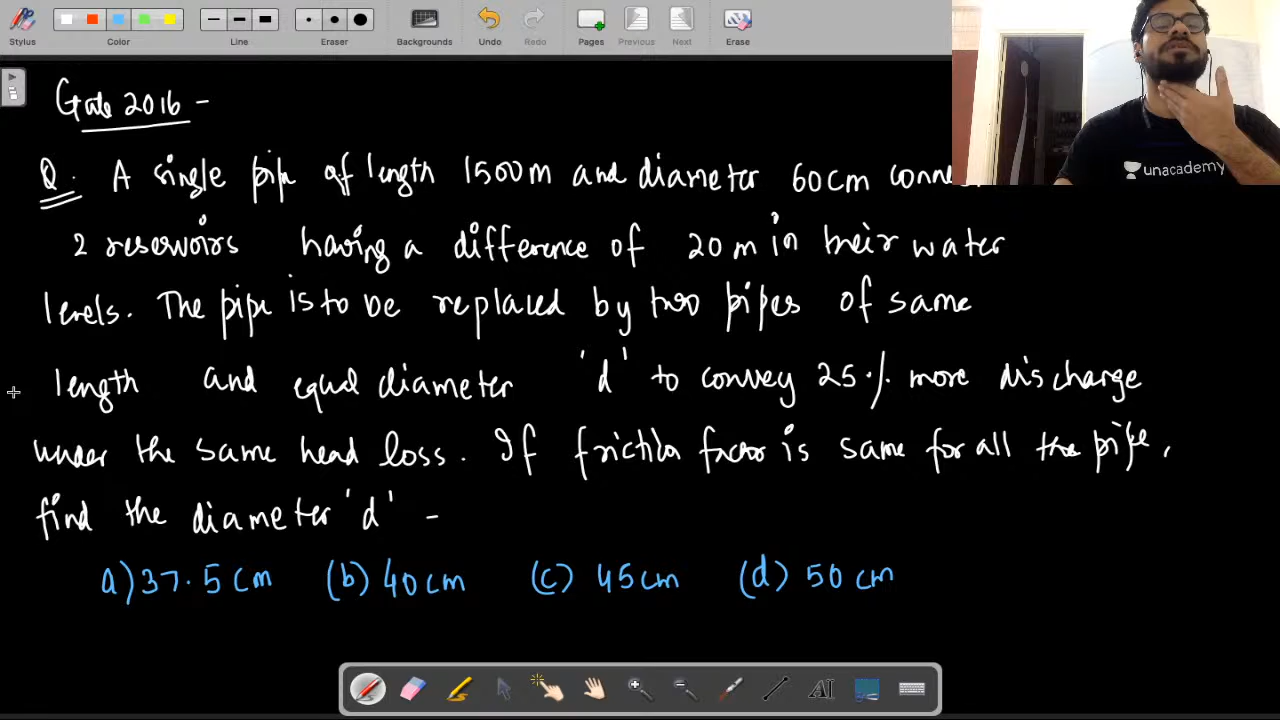 Stylus Color Line Eraser Backgrounds Undo Redo Pages Previous Next Erase
unacademy
Gate 2016 -
Q. A single pipe of length 1500m and diameter 60cm
2 reservoirs having a difference of 20 m in their water
levels. The pipe is to be replaced by two pipes of same
length and equal diameter 'd' to convey 25% more discharge
under the same head loss. If friction factor is same for all the pipe,
find the diameter 'd' -
a) 37.5 cm (b) 40 cm (c) 45 cm (d) 50 cm
AI